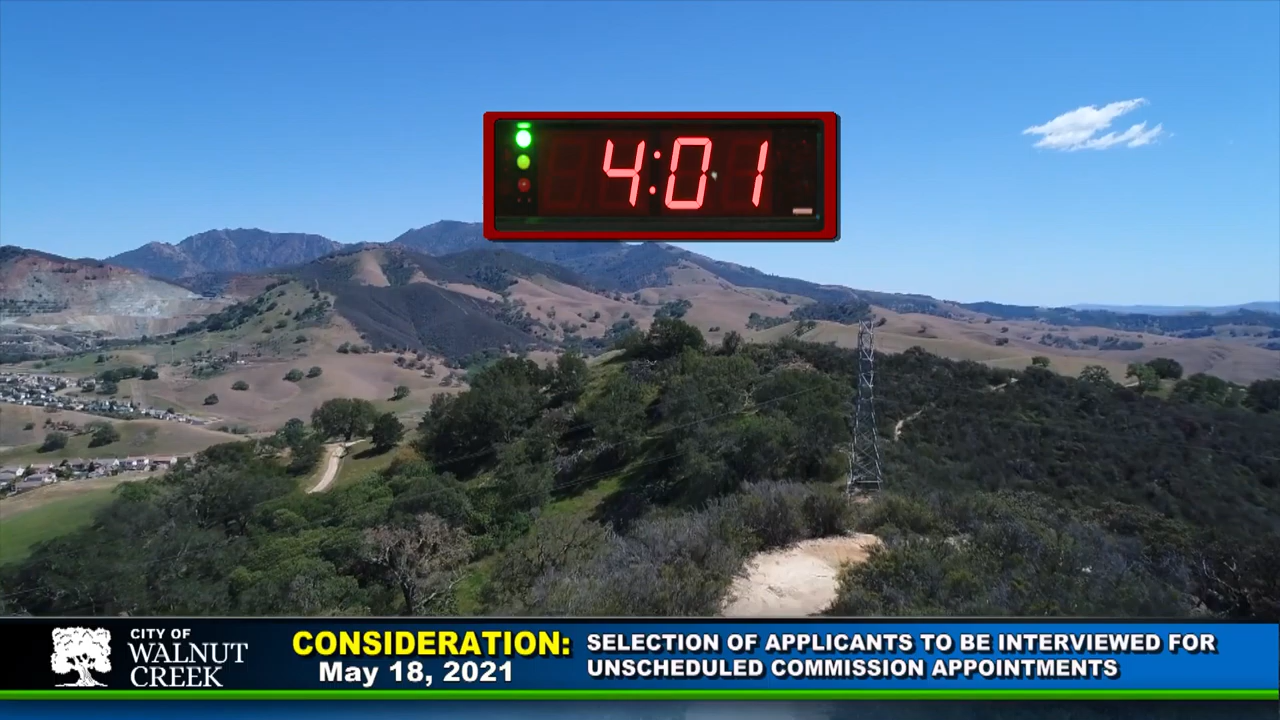 4:01
CITY OF
WALNUT
CREEK
CONSIDERATION:
May 18, 2021
SELECTION OF APPLICANTS TO BE INTERVIEWED FOR
UNSCHEDULED COMMISSION APPOINTMENTS